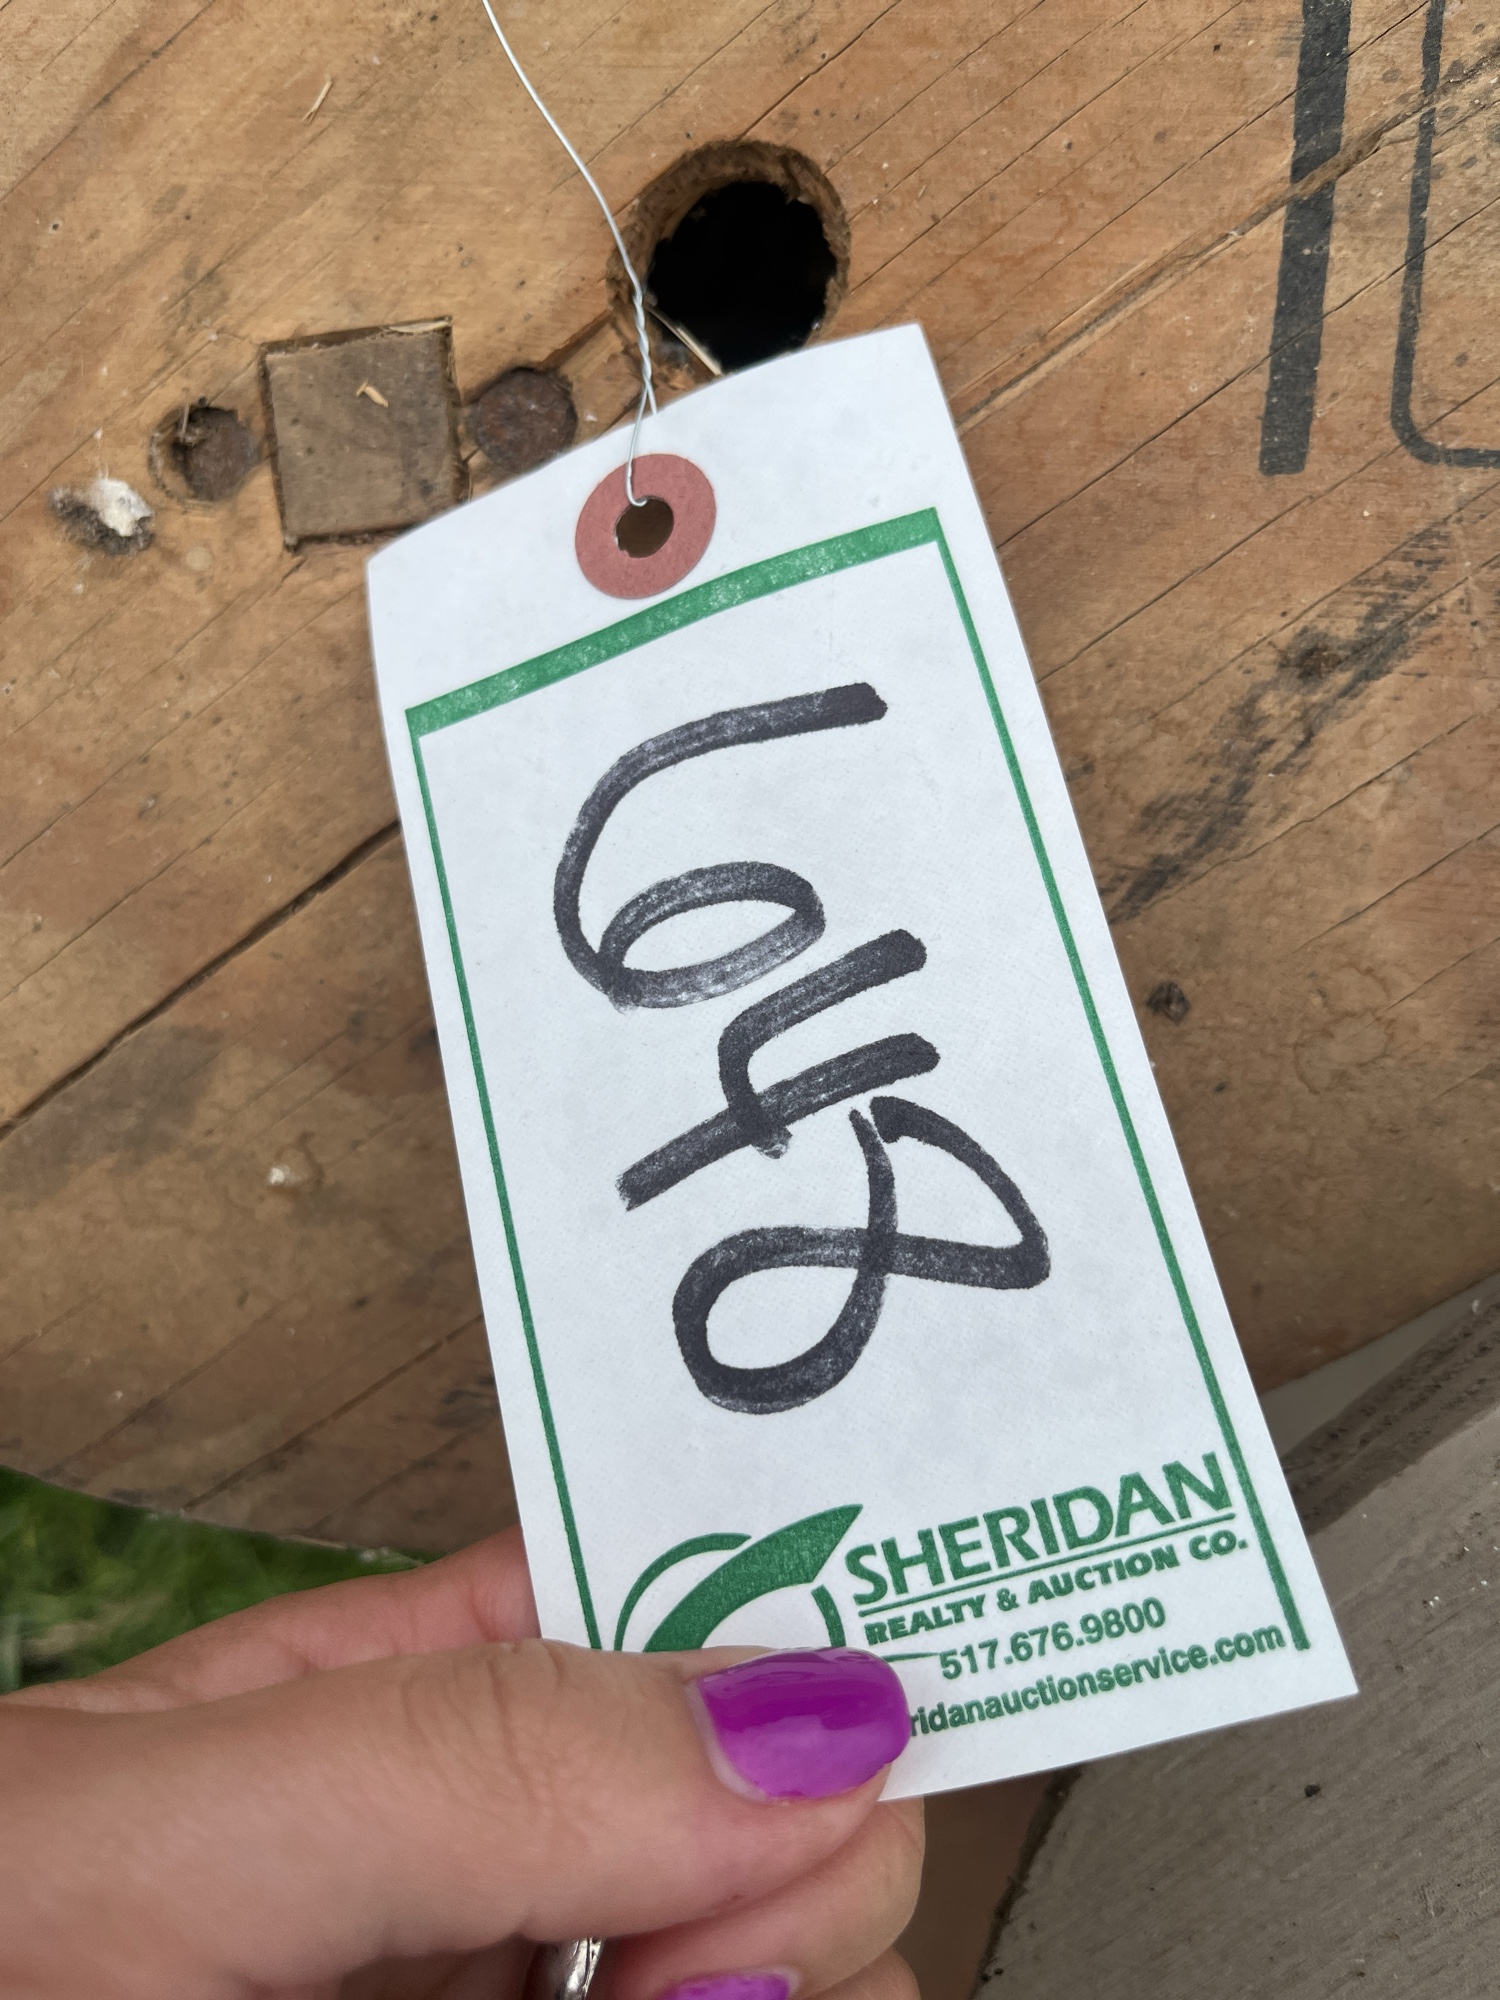 648
SHERIDAN
REALTY & AUCTION CO.
517.676.9800
ridanauctionservice.com